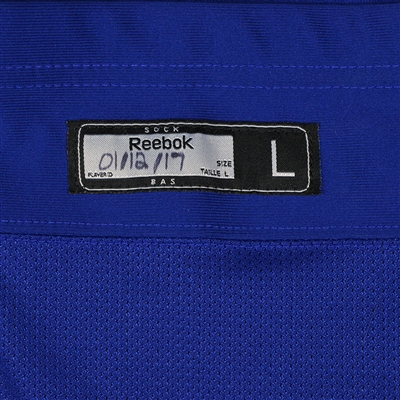 SOCK
Reebok
01/12/17
PLAYER ID
SIZE
TAILLE L
L
BAS